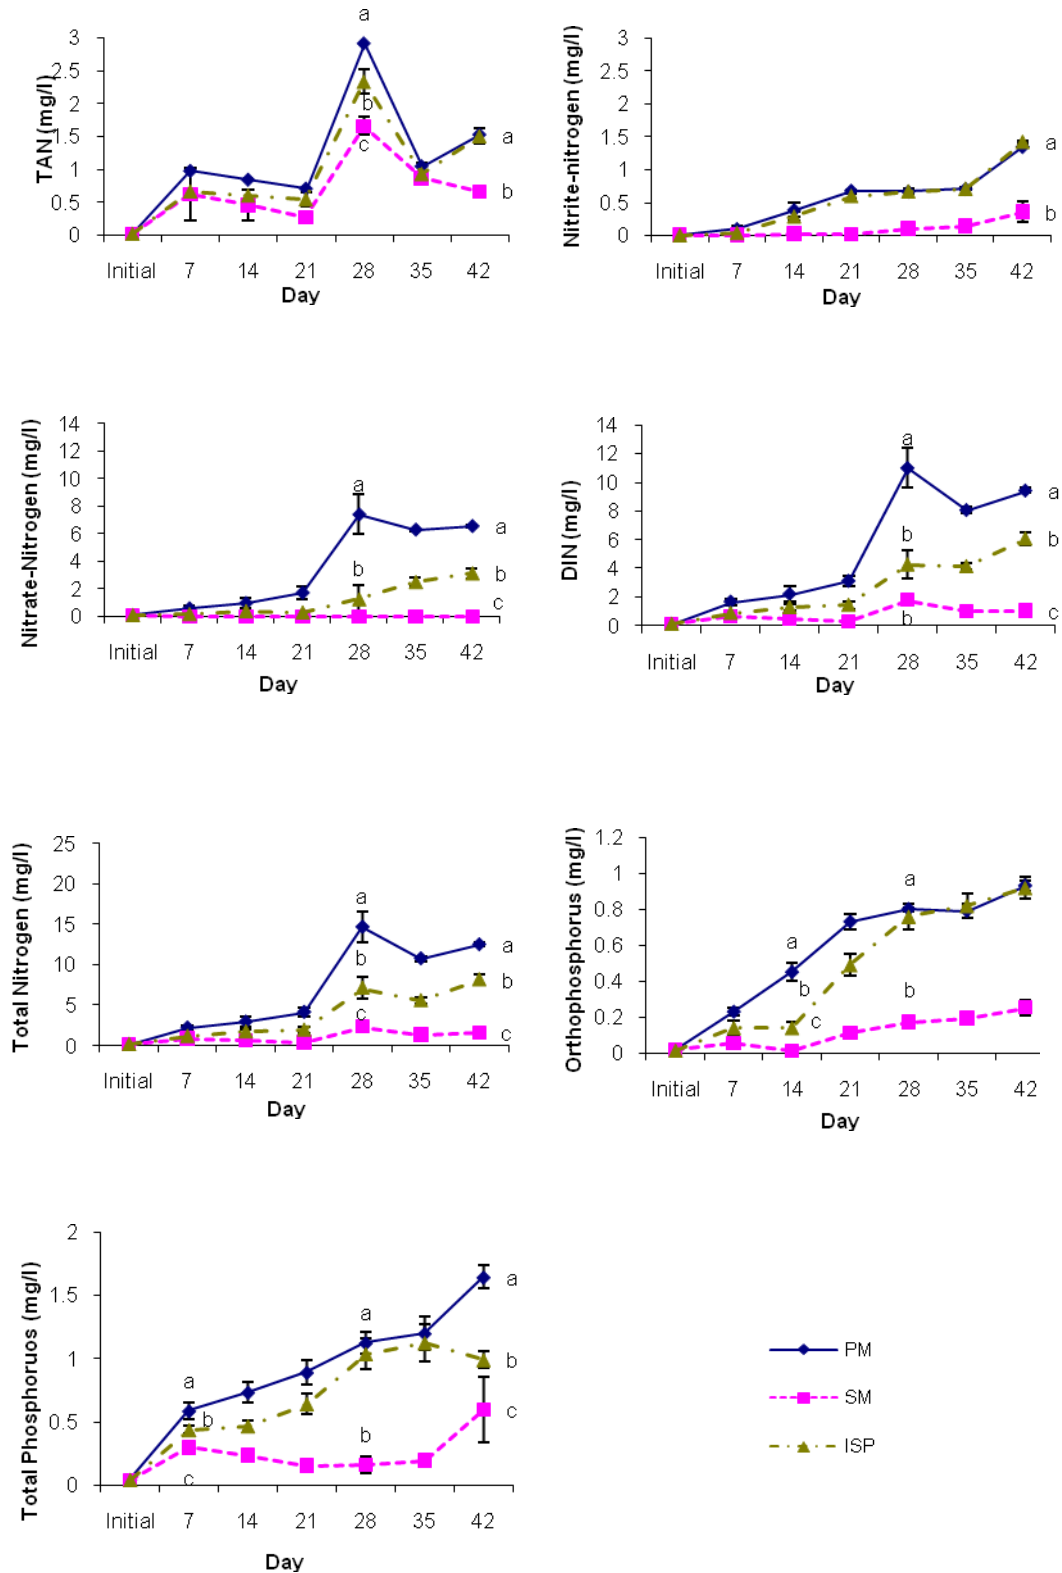 a
3
2.5
2
1.5
1
0.5
0
TAN (mg/l)
b
c
a
b
Initial 7 14 21 28 35 42
Day
3
2.5
2
1.5
1
0.5
0
Nitrite-nitrogen (mg/l)
a
b
Initial 7 14 21 28 35 42
Day
14
12
10
8
6
4
2
0
Nitrate-Nitrogen (mg/l)
a
b
a
b
c
Initial 7 14 21 28 35 42
Day
14
12
10
8
6
4
2
0
DIN (mg/l)
a
b
b
a
b
c
Initial 7 14 21 28 35 42
Day
25
20
15
10
5
0
Total Nitrogen (mg/l)
a
b
c
a
b
c
Initial 7 14 21 28 35 42
Day
1.2
1
0.8
0.6
0.4
0.2
0
Orthophosphorus (mg/l)
a
b
c
a
b
Initial 7 14 21 28 35 42
Day
2
1.5
1
0.5
0
Total Phosphoruos (mg/l)
a
b
c
a
b
a
b
c
Initial 7 14 21 28 35 42
Day
PM
SM
ISP